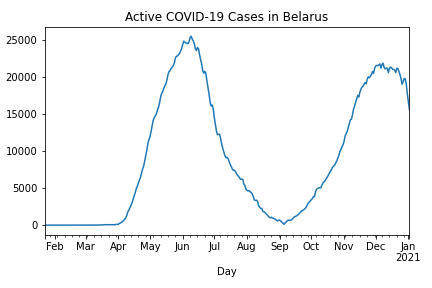 Active COVID-19 Cases in Belarus
25000
20000
15000
10000
5000
0
Feb Mar Apr May Jun Jul Aug Sep Oct Nov Dec Jan
2021
Day